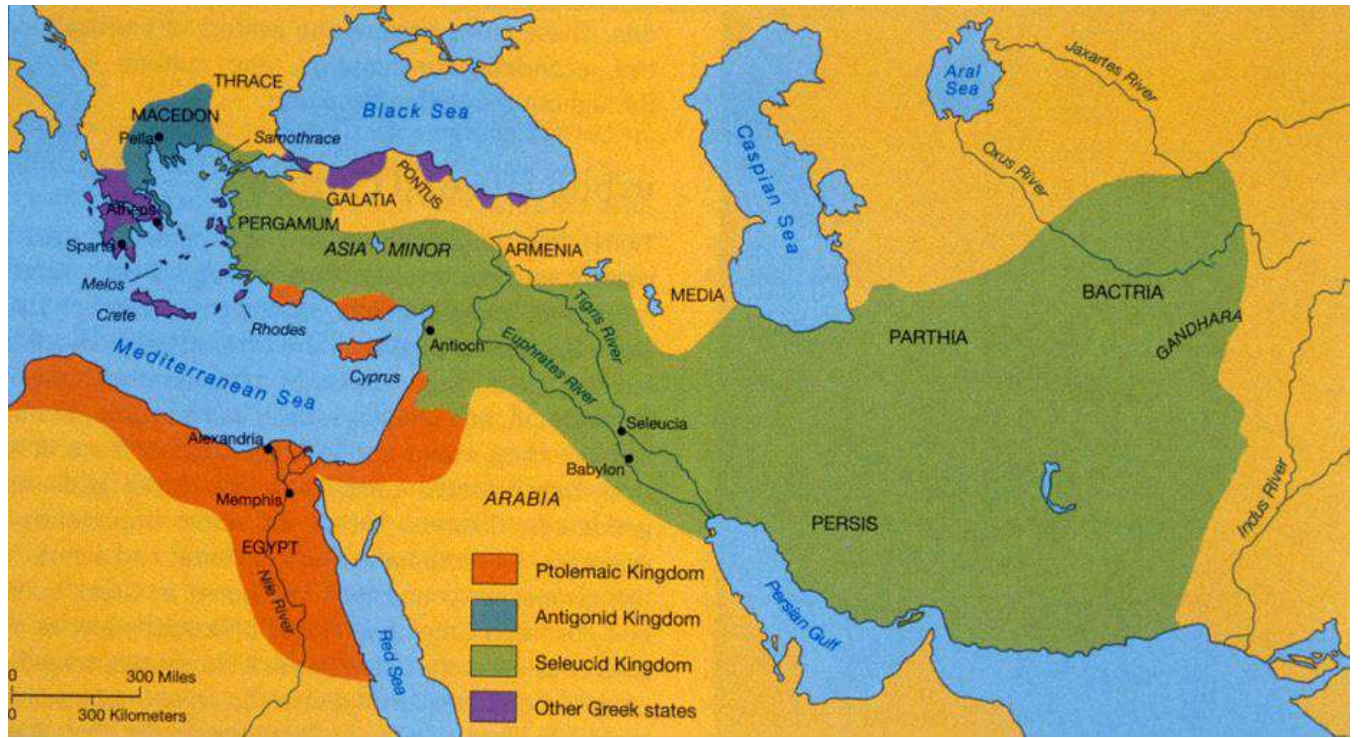 THRACE
Black Sea
Aral
Sea
Jaxartes River
MACEDON
Pella
Samothrace
Caspian Sea
Oxus River
PONTUS
GALATIA
Athens
PERGAMUM
Sparta
ASIA MINOR
ARMENIA
Melos
MEDIA
BACTRIA
Crete
Rhodes
Tigris River
PARTHIA
GANDHARA
Antioch
Euphrates River
Mediterranean Sea
Cyprus
Seleucia
Alexandria
Babylon
Memphis
ARABIA
Indus River
PERSIS
EGYPT
Nile River
Ptolemaic Kingdom
Antigonid Kingdom
Persian Gulf
Red Sea
Seleucid Kingdom
0 300 Miles
0 300 Kilometers
Other Greek states